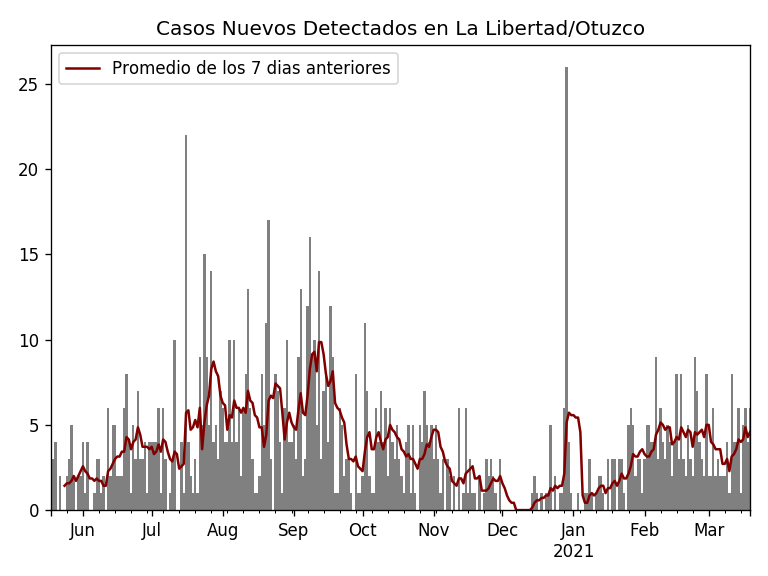 Casos Nuevos Detectados en La Libertad/Otuzco
Promedio de los 7 dias anteriores
25
20
15
10
5
0
Jun Jul Aug Sep Oct Nov Dec Jan Feb Mar
2021